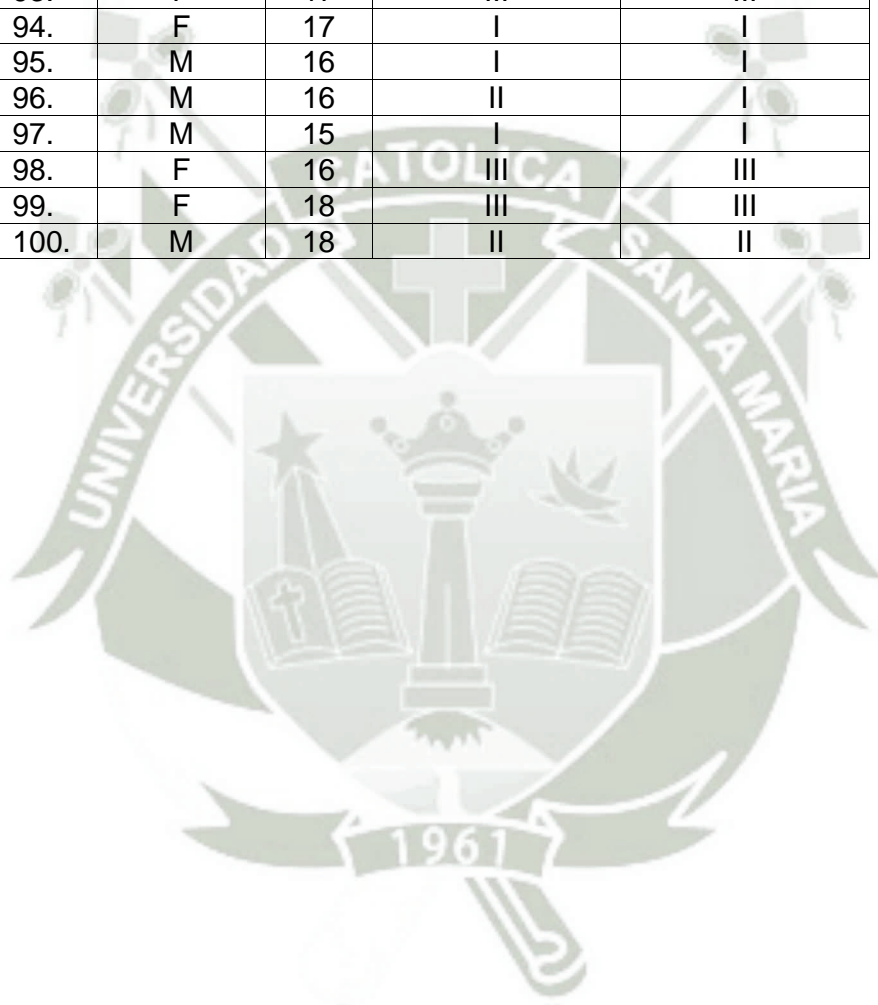 94. F 17 I I
95. M 16 I I
96. M 16 II I
97. M 15 I I
98. F 16 III III
99. F 18 III III
100. M 18 II II
UNIVERSIDAD CATOLICA SANTA MARIA
1961